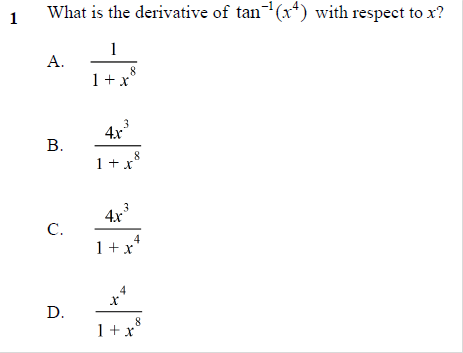 1 What is the derivative of tan⁻¹(x⁴) with respect to x?
A. 1
1 + x⁸
B. 4x³
1 + x⁸
C. 4x³
1 + x⁴
D. x⁴
1 + x⁸